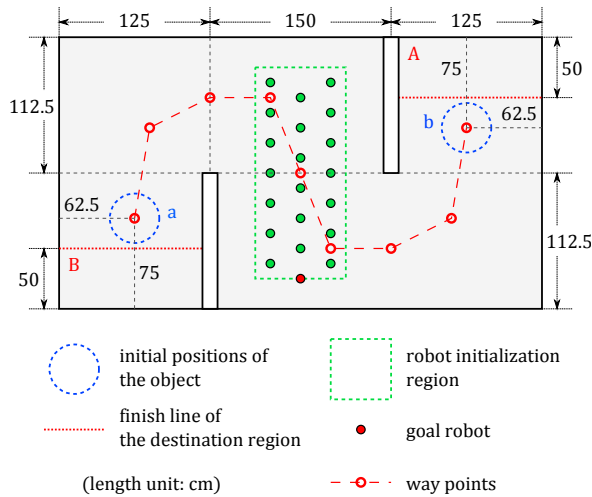 125 150 125
A
75
50
112.5
b
62.5
62.5
a
B
50
75
112.5
initial positions of
the object
robot initialization
region
finish line of
the destination region
goal robot
(length unit: cm)
way points